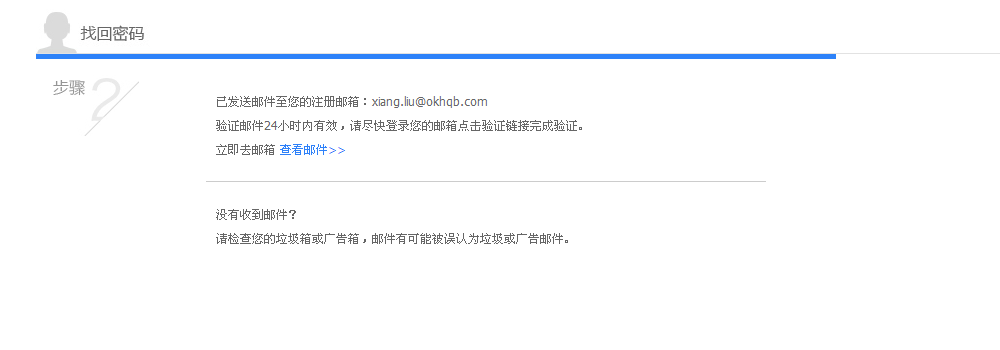 找回密码
步骤 2
已发送邮件至您的注册邮箱：xiang.liu@okhqb.com
验证邮件24小时内有效，请尽快登录您的邮箱点击验证链接完成验证。
立即去邮箱 查看邮件>>
没有收到邮件？
请检查您的垃圾箱或广告箱，邮件有可能被误认为垃圾或广告邮件。